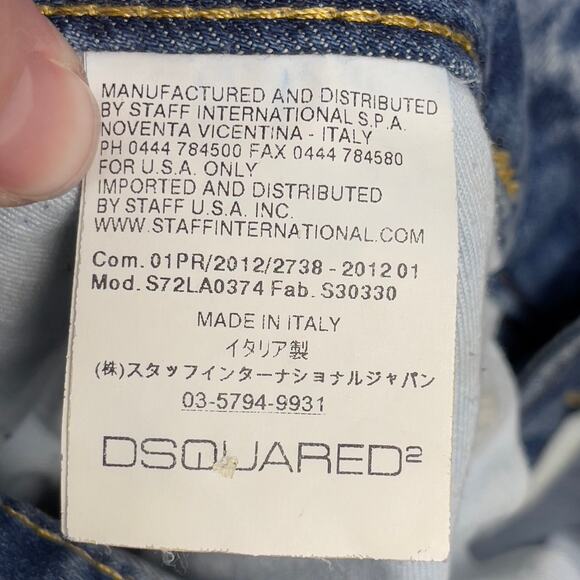 MANUFACTURED AND DISTRIBUTED
BY STAFF INTERNATIONAL S.P.A.
NOVENTA VICENTINA - ITALY
PH 0444 784500 FAX 0444 784580
FOR U.S.A. ONLY
IMPORTED AND DISTRIBUTED
BY STAFF U.S.A. INC.
WWW.STAFFINTERNATIONAL.COM
Com. 01PR/2012/2738 - 2012 01
Mod. S72LA0374 Fab. S30330
MADE IN ITALY
イタリア製
(株)スタッフインターナショナルジャパン
03-5794-9931
DSQUARED²